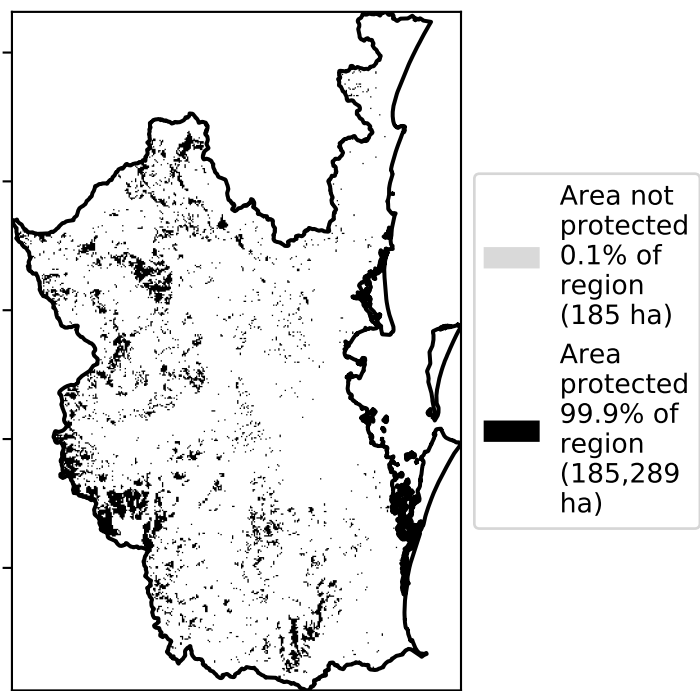 Area not
protected
0.1% of
region
(185 ha)
Area
protected
99.9% of
region
(185,289
ha)